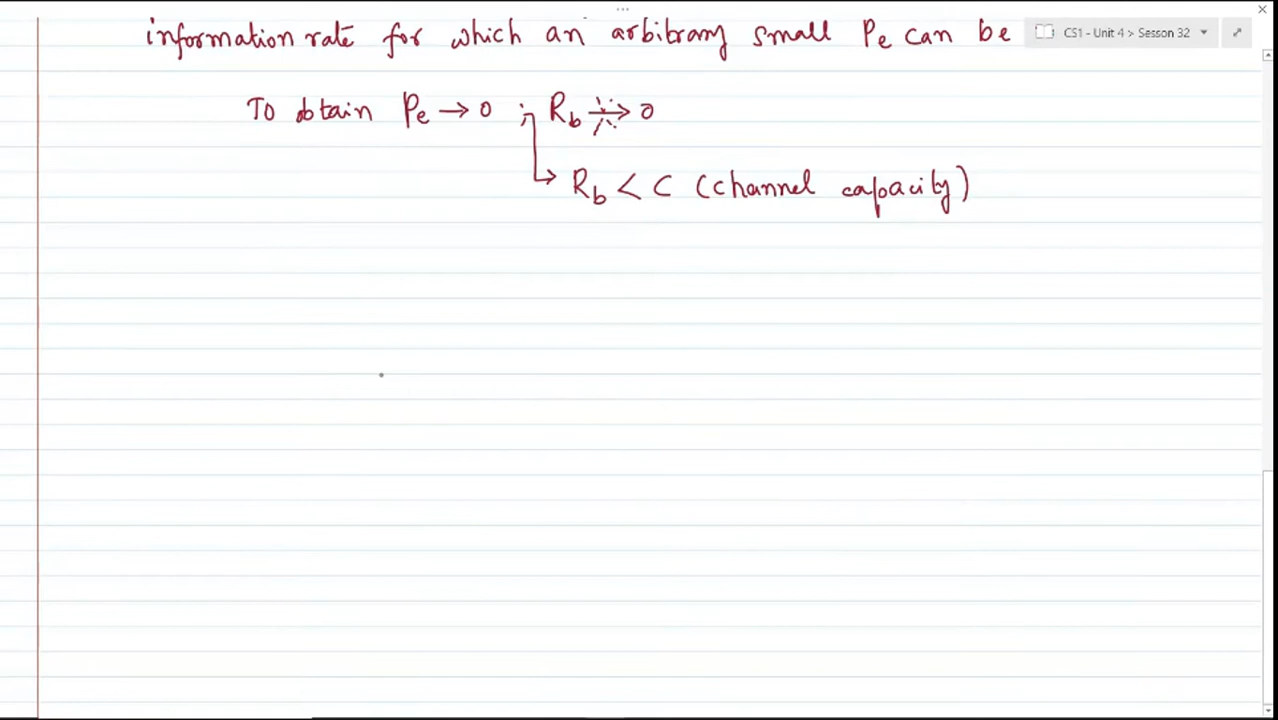 information rate for which an arbitrary small Pe can be
CS1 - Unit 4 > Sesson 32
To obtain Pe → 0 ; Rb → 0
Rb < C (channel capacity)